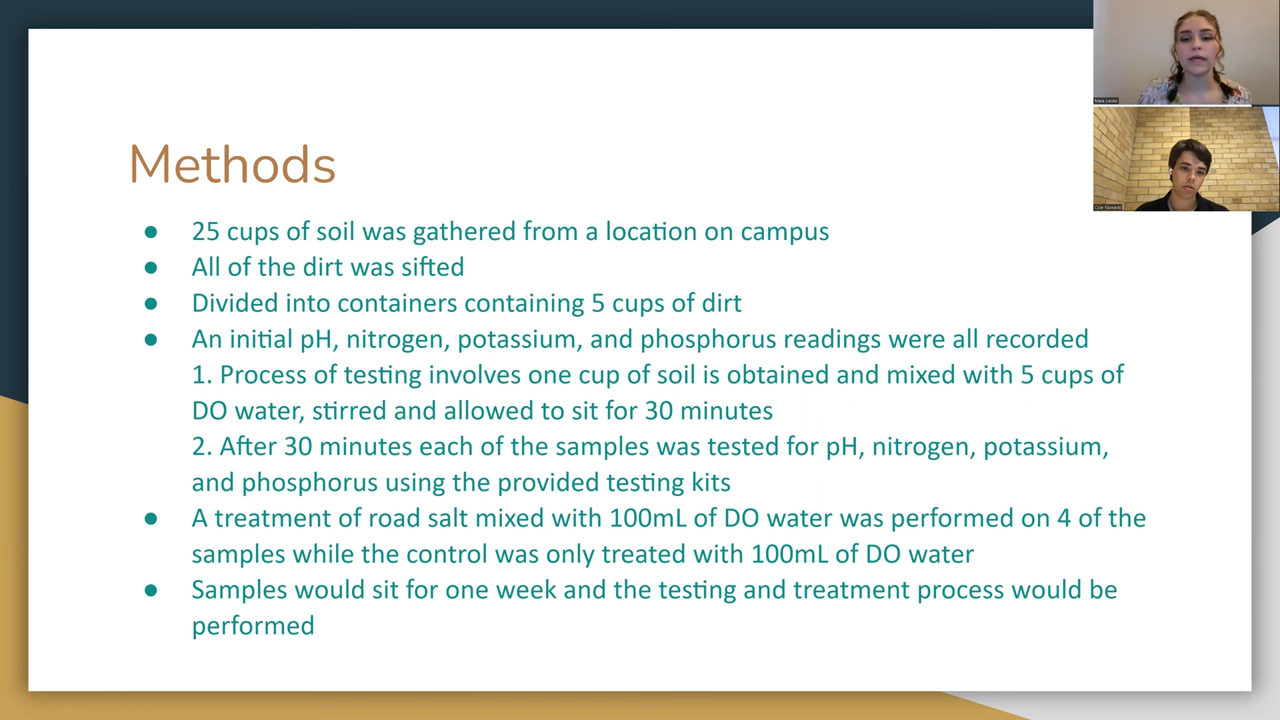 Methods
● 25 cups of soil was gathered from a location on campus
● All of the dirt was sifted
● Divided into containers containing 5 cups of dirt
● An initial pH, nitrogen, potassium, and phosphorus readings were all recorded
1. Process of testing involves one cup of soil is obtained and mixed with 5 cups of
DO water, stirred and allowed to sit for 30 minutes
2. After 30 minutes each of the samples was tested for pH, nitrogen, potassium,
and phosphorus using the provided testing kits
● A treatment of road salt mixed with 100mL of DO water was performed on 4 of the
samples while the control was only treated with 100mL of DO water
● Samples would sit for one week and the testing and treatment process would be
performed